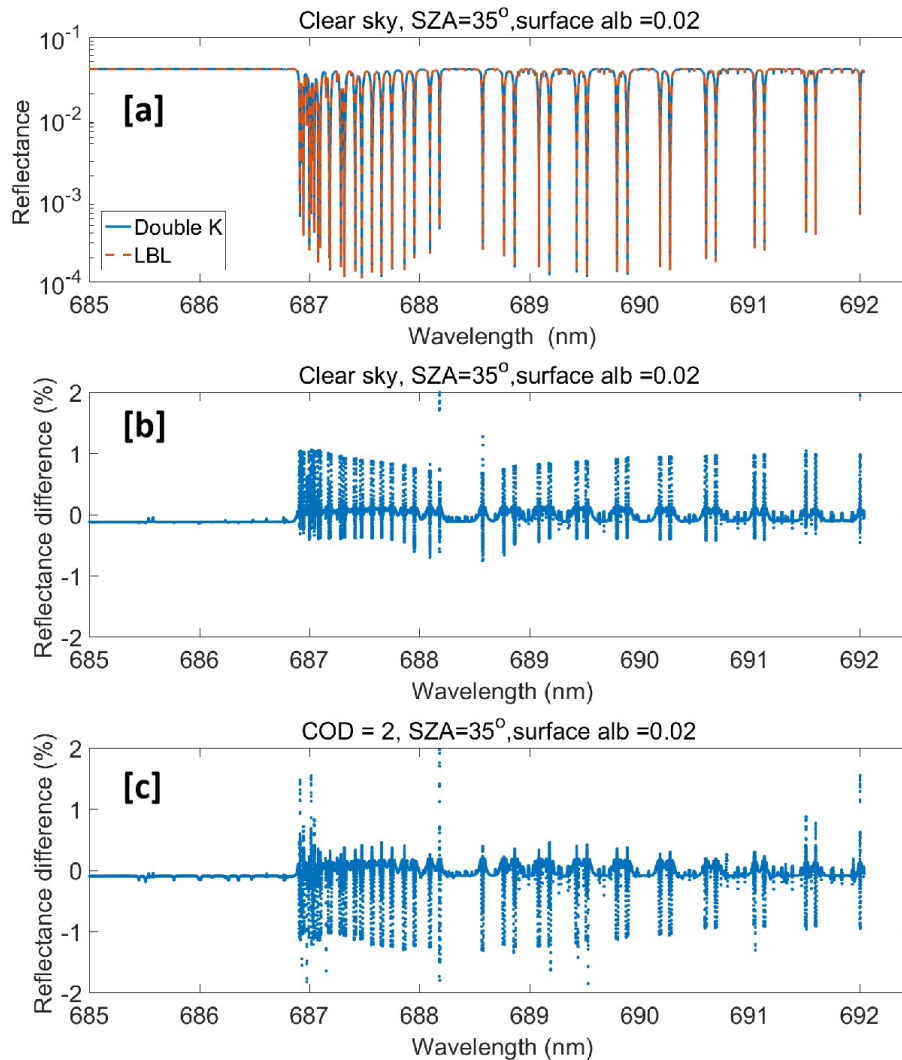 Clear sky, SZA=35°,surface alb =0.02
10⁻¹
[a]
10⁻²
Reflectance
10⁻³
Double K
LBL
10⁻⁴
685 686 687 688 689 690 691 692
Wavelength (nm)
Clear sky, SZA=35°,surface alb =0.02
2
[b]
1
Reflectance difference (%)
0
-1
-2
685 686 687 688 689 690 691 692
Wavelength (nm)
COD = 2, SZA=35°,surface alb =0.02
2
[c]
1
Reflectance difference (%)
0
-1
-2
685 686 687 688 689 690 691 692
Wavelength (nm)